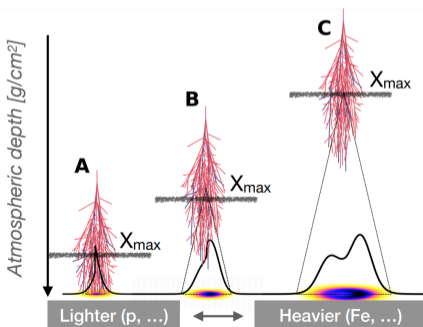 Atmospheric depth [g/cm²]
A
B
C
Xmax
Xmax
Xmax
Lighter (p, ...)
Heavier (Fe, ...)